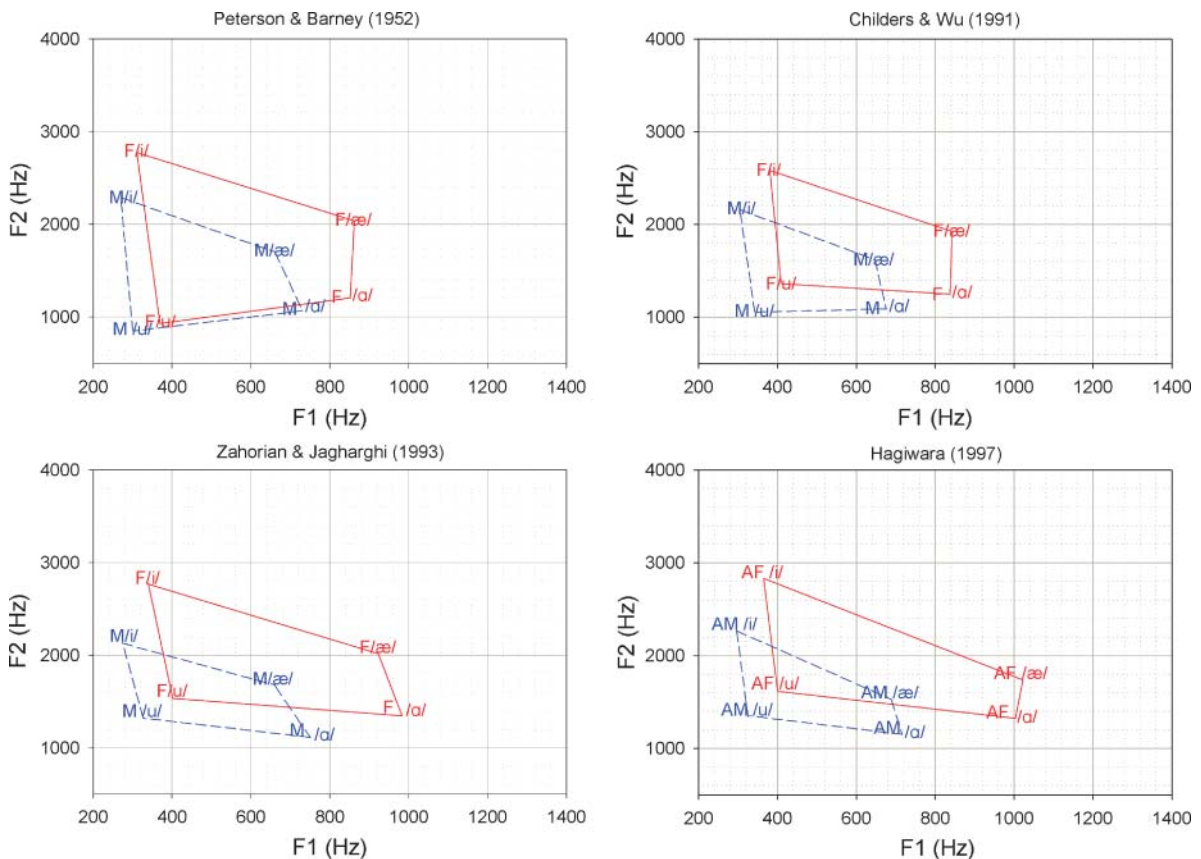 Peterson & Barney (1952)
4000
3000
2000
1000
F2 (Hz)
F/i/
M/i/
F/æ/
M/æ/
F /ɑ/
M /ɑ/
F/u/
M /u/
200 400 600 800 1000 1200 1400
F1 (Hz)
Childers & Wu (1991)
4000
3000
2000
1000
F2 (Hz)
F/i/
M/i/
F/æ/
M/æ/
F/u/
F /ɑ/
M /u/
M /ɑ/
200 400 600 800 1000 1200 1400
F1 (Hz)
Zahorian & Jagharghi (1993)
4000
3000
2000
1000
F2 (Hz)
F/i/
M/i/
F/æ/
M/æ/
F/u/
M /u/
F /ɑ/
M /ɑ/
200 400 600 800 1000 1200 1400
F1 (Hz)
Hagiwara (1997)
4000
3000
2000
1000
F2 (Hz)
AF /i/
AM /i/
AF /æ/
AF /u/
AM /æ/
AM /u/
AF /ɑ/
AM /ɑ/
200 400 600 800 1000 1200 1400
F1 (Hz)